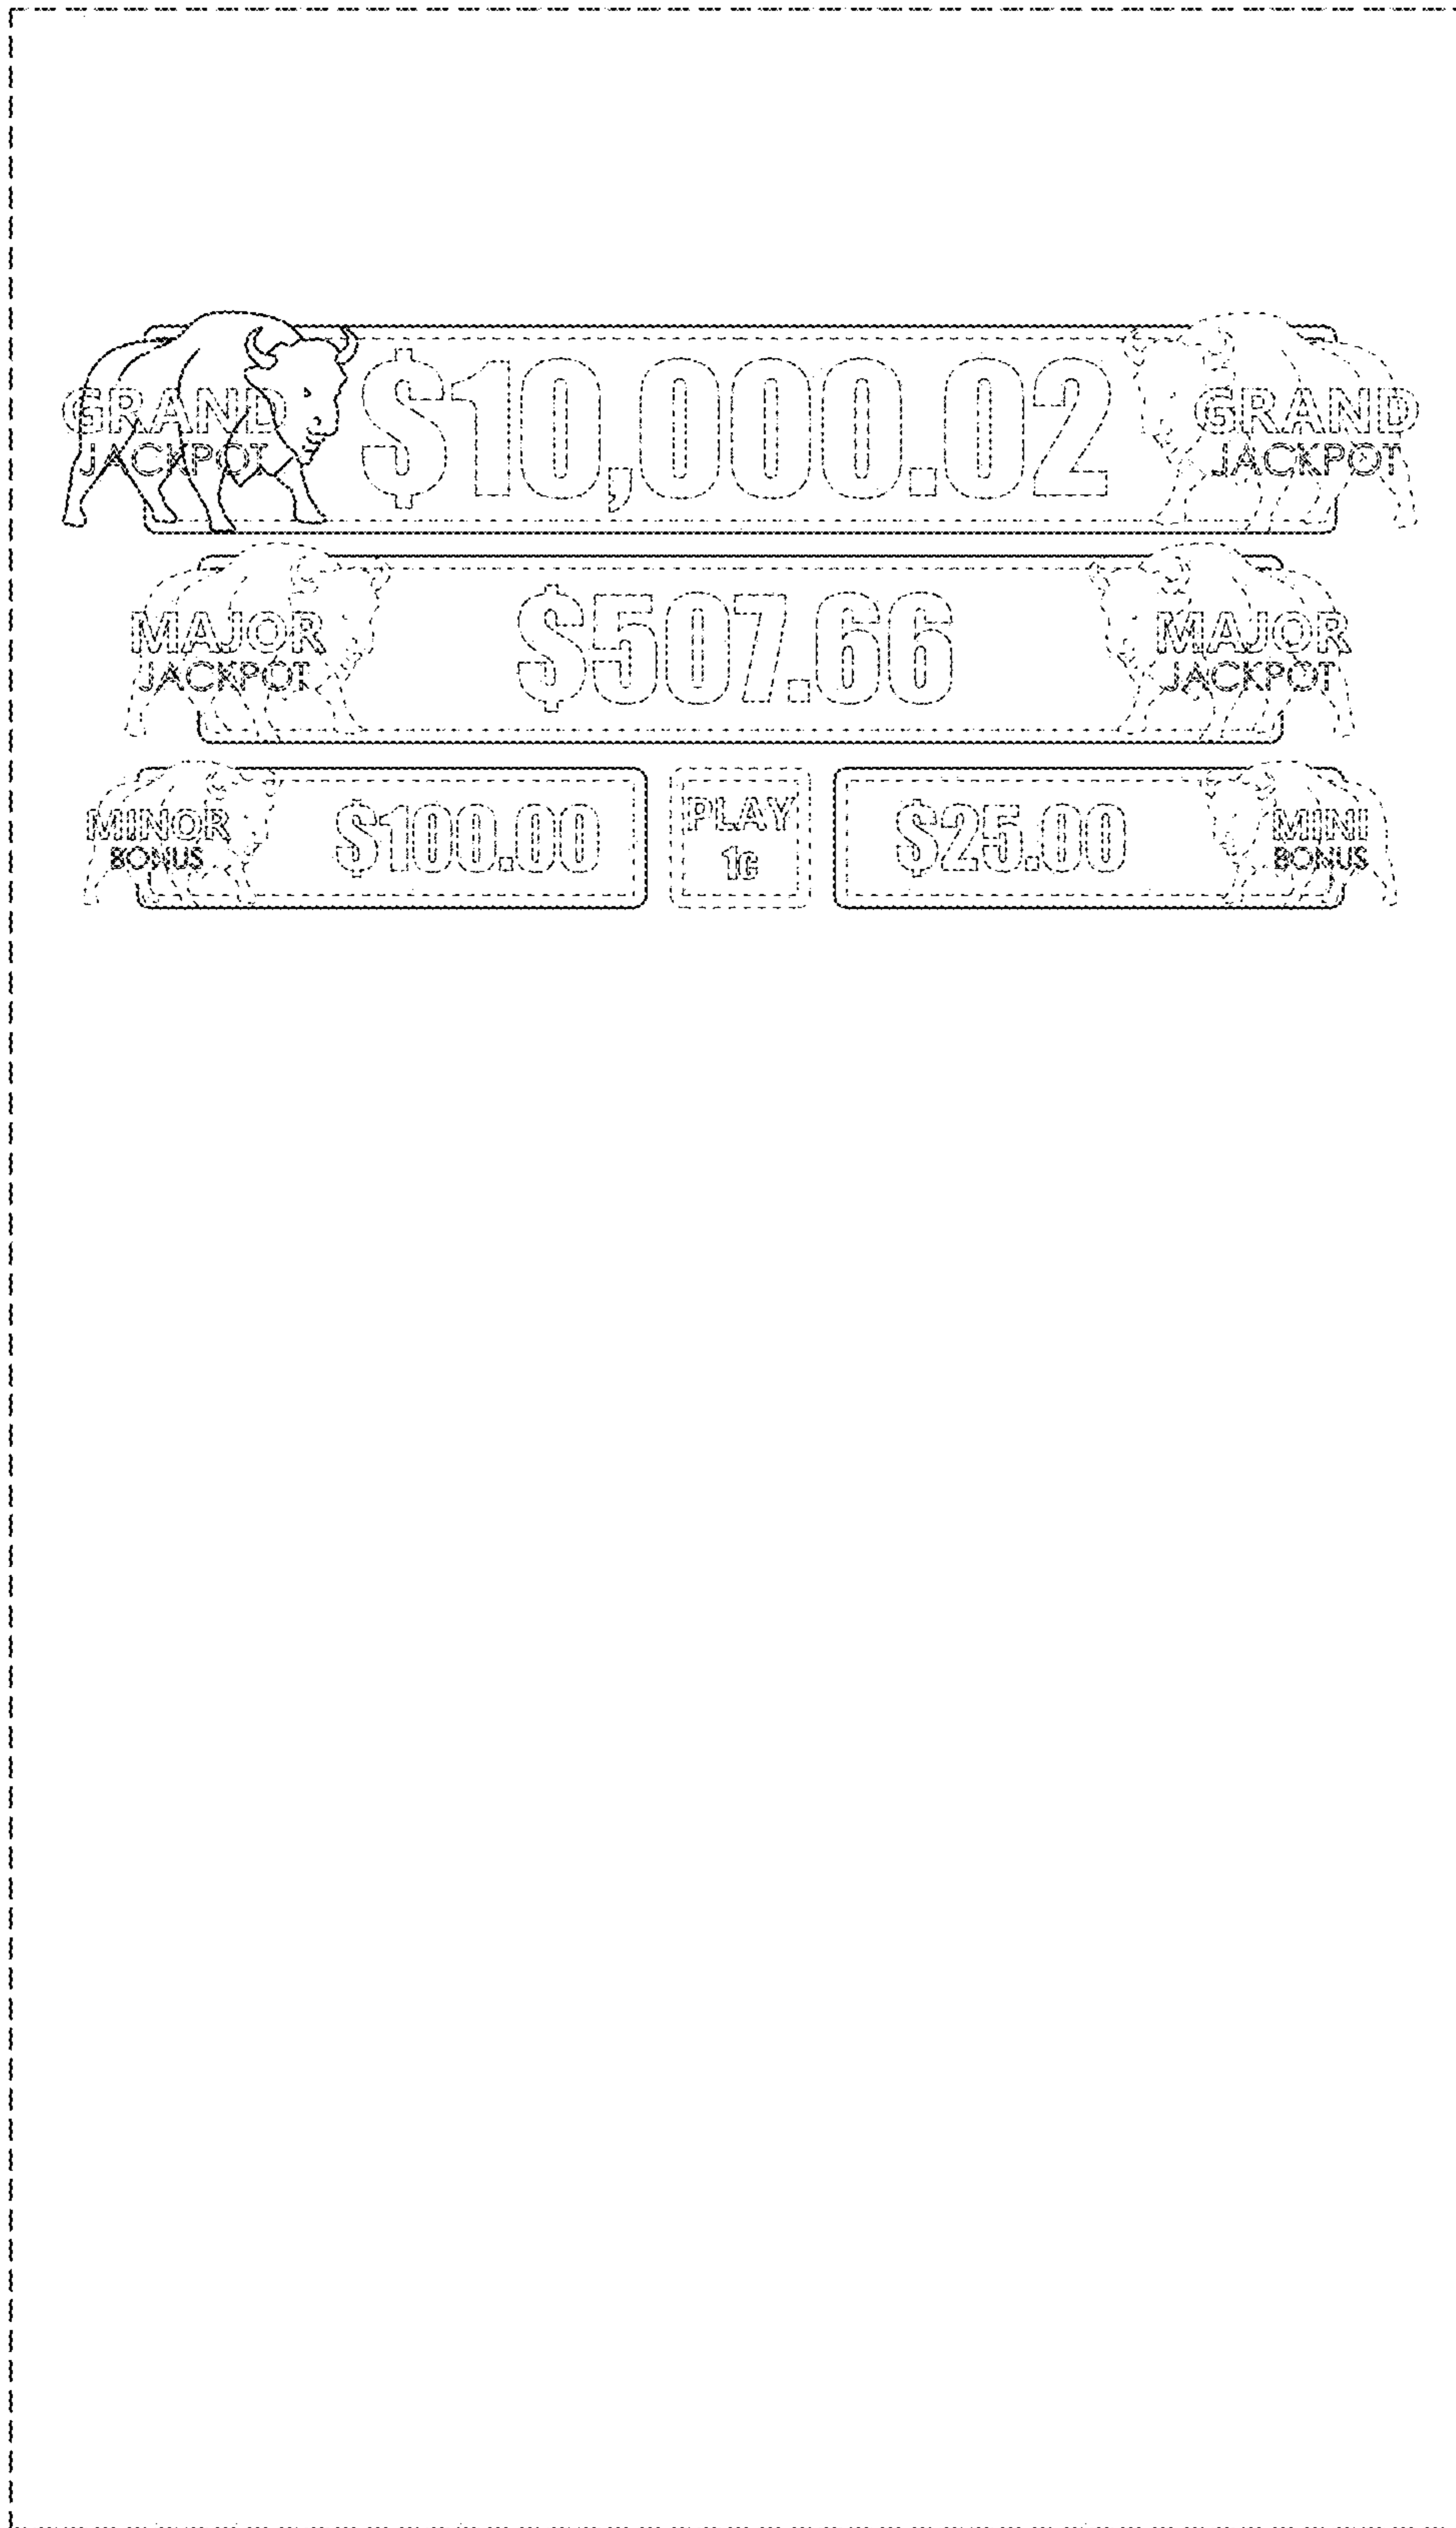 GRAND
JACKPOT
$10,000.02
GRAND
JACKPOT
MAJOR
JACKPOT
$507.66
MAJOR
JACKPOT
MINOR
BONUS
$100.00
PLAY
1¢
$25.00
MINI
BONUS